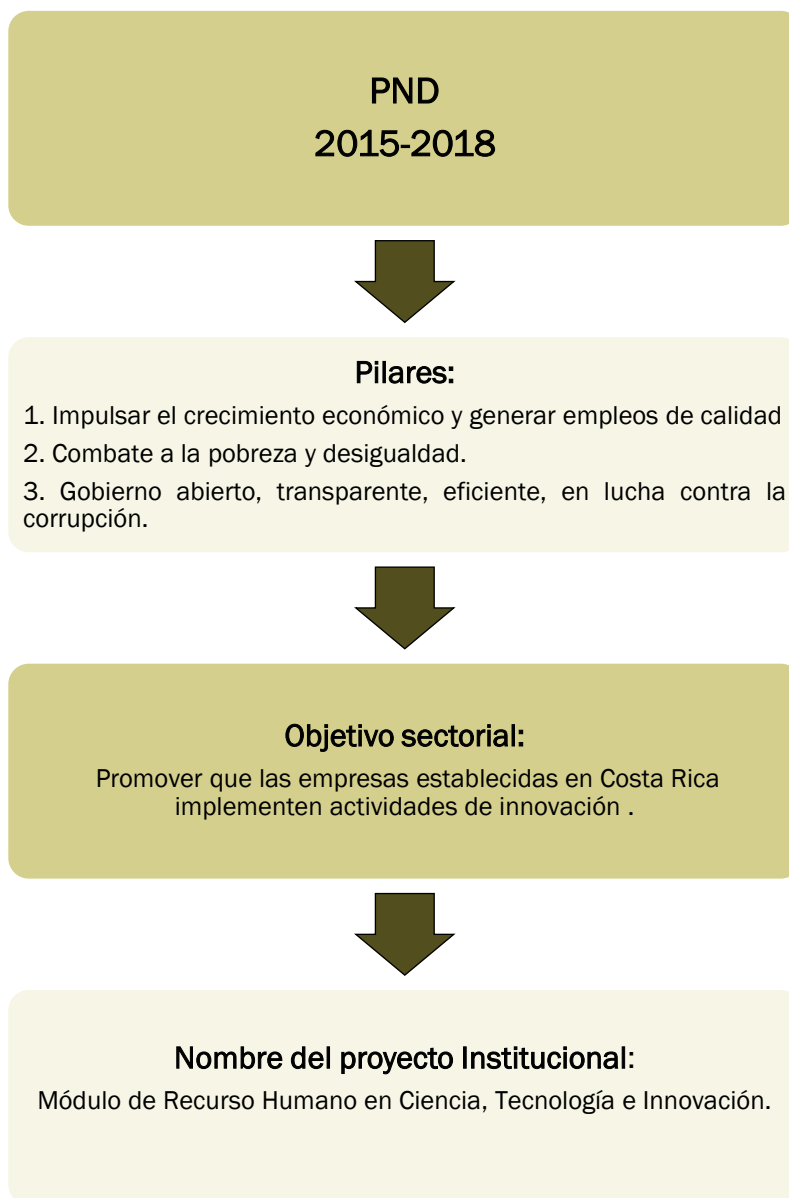 PND
2015-2018
Pilares:
1. Impulsar el crecimiento económico y generar empleos de calidad
2. Combate a la pobreza y desigualdad.
3. Gobierno abierto, transparente, eficiente, en lucha contra la
corrupción.
Objetivo sectorial:
Promover que las empresas establecidas en Costa Rica
implementen actividades de innovación .
Nombre del proyecto Institucional:
Módulo de Recurso Humano en Ciencia, Tecnología e Innovación.